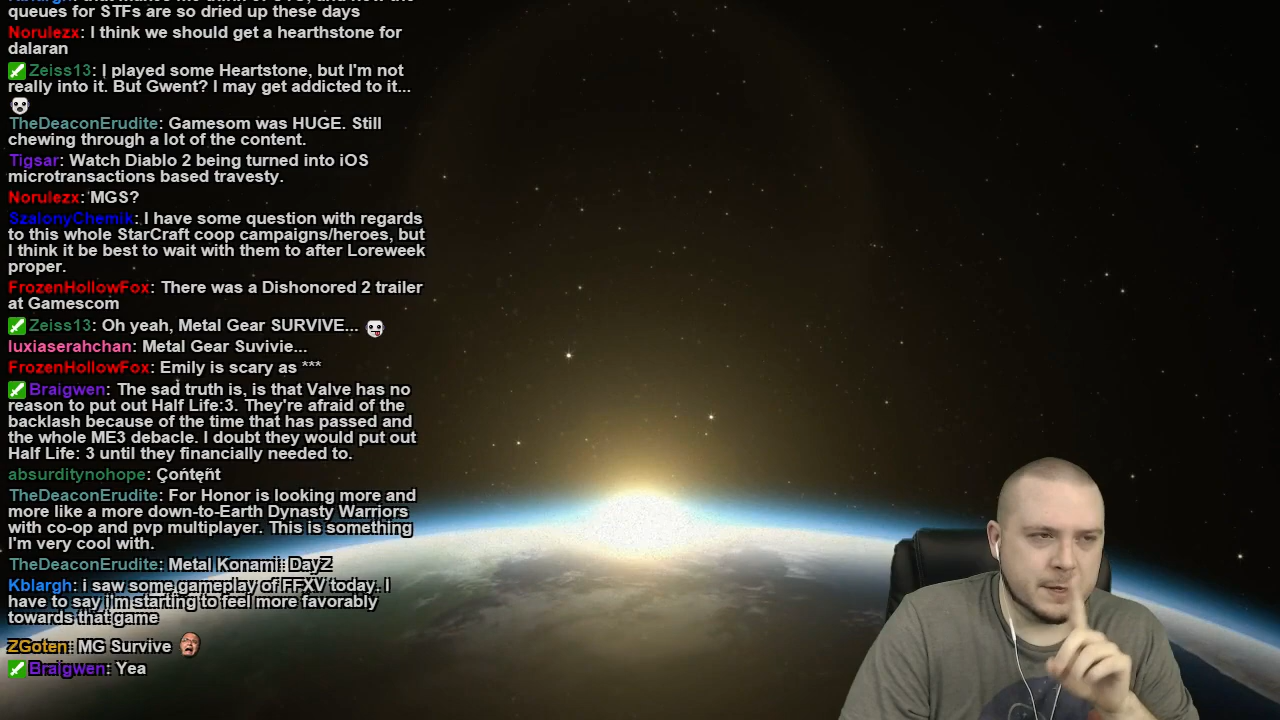 queues for STFs are so dried up these days
Norulezx: I think we should get a hearthstone for
dalaran
Zeiss13: I played some Heartstone, but I'm not
really into it. But Gwent? I may get addicted to it...
TheDeaconErudite: Gamesom was HUGE. Still
chewing through a lot of the content.
Tigsar: Watch Diablo 2 being turned into iOS
microtransactions based travesty.
Norulezx: MGS?
SzalonyChemik: I have some question with regards
to this whole StarCraft coop campaigns/heroes, but
I think it be best to wait with them to after Loreweek
proper.
FrozenHollowFox: There was a Dishonored 2 trailer
at Gamescom
Zeiss13: Oh yeah, Metal Gear SURVIVE...
luxiaserahchan: Metal Gear Suvivie...
FrozenHollowFox: Emily is scary as ***
Braigwen: The sad truth is, is that Valve has no
reason to put out Half Life:3. They're afraid of the
backlash because of the time that has passed and
the whole ME3 debacle. I doubt they would put out
Half Life: 3 until they financially needed to.
absurditynohope: Çońtęñt
TheDeaconErudite: For Honor is looking more and
more like a more down-to-Earth Dynasty Warriors
with co-op and pvp multiplayer. This is something
I'm very cool with.
TheDeaconErudite: Metal Konami: DayZ
Kblargh: i saw some gameplay of FFXV today. I
have to say i'm starting to feel more favorably
towards that game
ZGoten: MG Survive
Braigwen: Yea